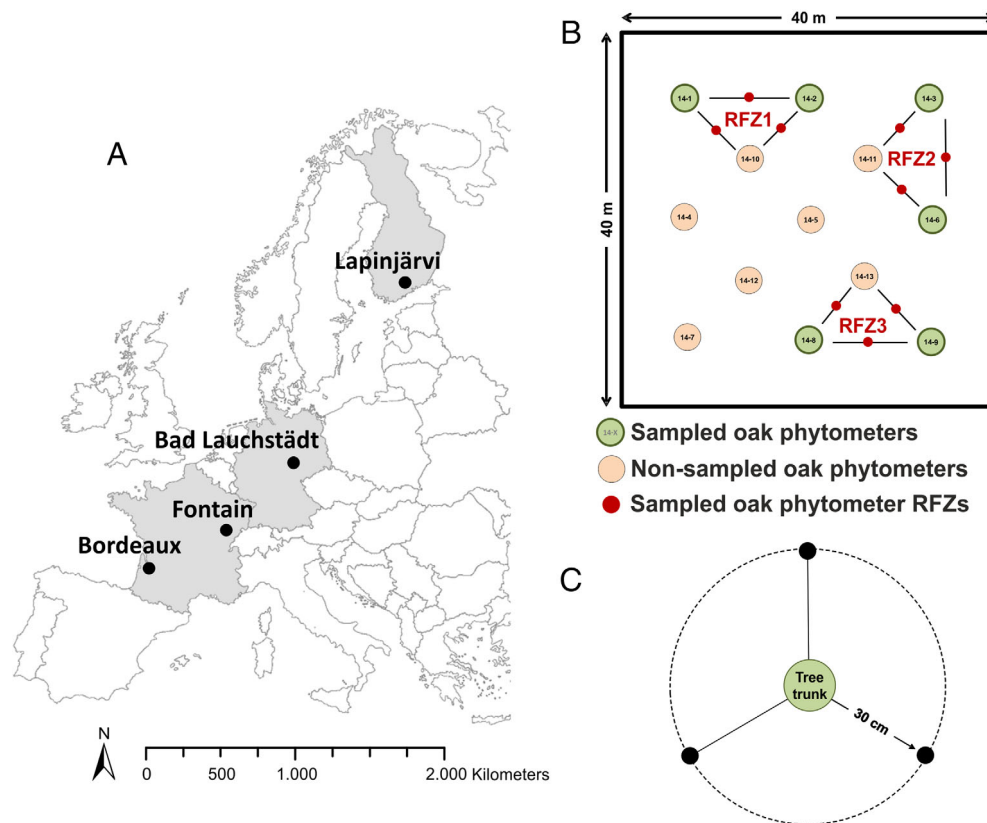 A
Lapinjärvi
Bad Lauchstädt
Fontain
Bordeaux
N
0 500 1.000 2.000 Kilometers
B
40 m
40 m
14-1 14-2 14-3
RFZ1
14-10 14-11 RFZ2
14-4 14-5 14-6
14-12 14-13
RFZ3
14-7 14-8 14-9
14-X Sampled oak phytometers
Non-sampled oak phytometers
Sampled oak phytometer RFZs
C
Tree
trunk
30 cm